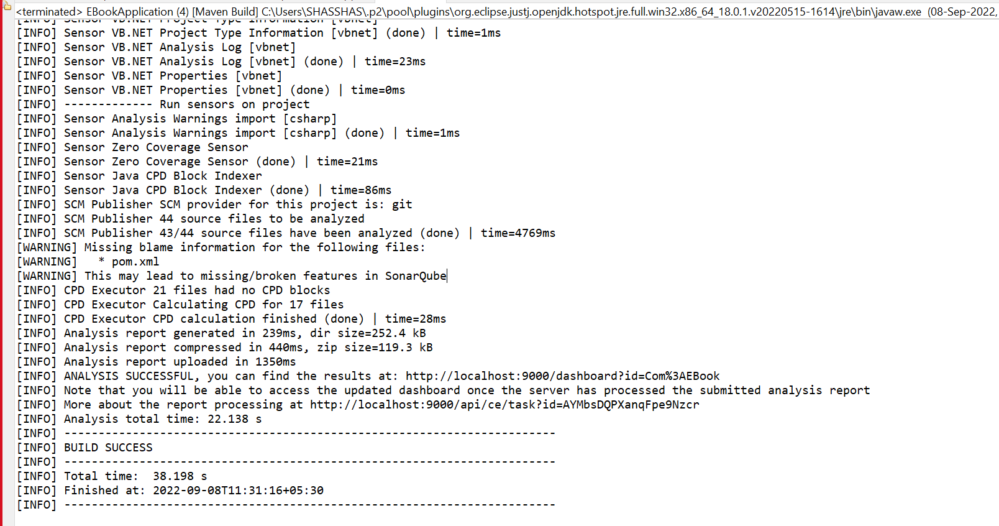 <terminated> EBookApplication (4) [Maven Build] C:\Users\SHASSHAS\.p2\pool\plugins\org.eclipse.justj.openjdk.hotspot.jre.full.win32.x86_64_18.0.1.v20220515-1614\jre\bin\javaw.exe (08-Sep-2022,
[INFO] Sensor VB.NET Project Type Information [vbnet]
[INFO] Sensor VB.NET Project Type Information [vbnet] (done) | time=1ms
[INFO] Sensor VB.NET Analysis Log [vbnet]
[INFO] Sensor VB.NET Analysis Log [vbnet] (done) | time=23ms
[INFO] Sensor VB.NET Properties [vbnet]
[INFO] Sensor VB.NET Properties [vbnet] (done) | time=0ms
[INFO] ------------- Run sensors on project
[INFO] Sensor Analysis Warnings import [csharp]
[INFO] Sensor Analysis Warnings import [csharp] (done) | time=1ms
[INFO] Sensor Zero Coverage Sensor
[INFO] Sensor Zero Coverage Sensor (done) | time=21ms
[INFO] Sensor Java CPD Block Indexer
[INFO] Sensor Java CPD Block Indexer (done) | time=86ms
[INFO] SCM Publisher SCM provider for this project is: git
[INFO] SCM Publisher 44 source files to be analyzed
[INFO] SCM Publisher 43/44 source files have been analyzed (done) | time=4769ms
[WARNING] Missing blame information for the following files:
[WARNING]   * pom.xml
[WARNING] This may lead to missing/broken features in SonarQube
[INFO] CPD Executor 21 files had no CPD blocks
[INFO] CPD Executor Calculating CPD for 17 files
[INFO] CPD Executor CPD calculation finished (done) | time=28ms
[INFO] Analysis report generated in 239ms, dir size=252.4 kB
[INFO] Analysis report compressed in 440ms, zip size=119.3 kB
[INFO] Analysis report uploaded in 1350ms
[INFO] ANALYSIS SUCCESSFUL, you can find the results at: http://localhost:9000/dashboard?id=Com%3AEBook
[INFO] Note that you will be able to access the updated dashboard once the server has processed the submitted analysis report
[INFO] More about the report processing at http://localhost:9000/api/ce/task?id=AYMbsDQPXanqFpe9Nzcr
[INFO] Analysis total time: 22.138 s
[INFO] ------------------------------------------------------------------------
[INFO] BUILD SUCCESS
[INFO] ------------------------------------------------------------------------
[INFO] Total time:  38.198 s
[INFO] Finished at: 2022-09-08T11:31:16+05:30
[INFO] ------------------------------------------------------------------------